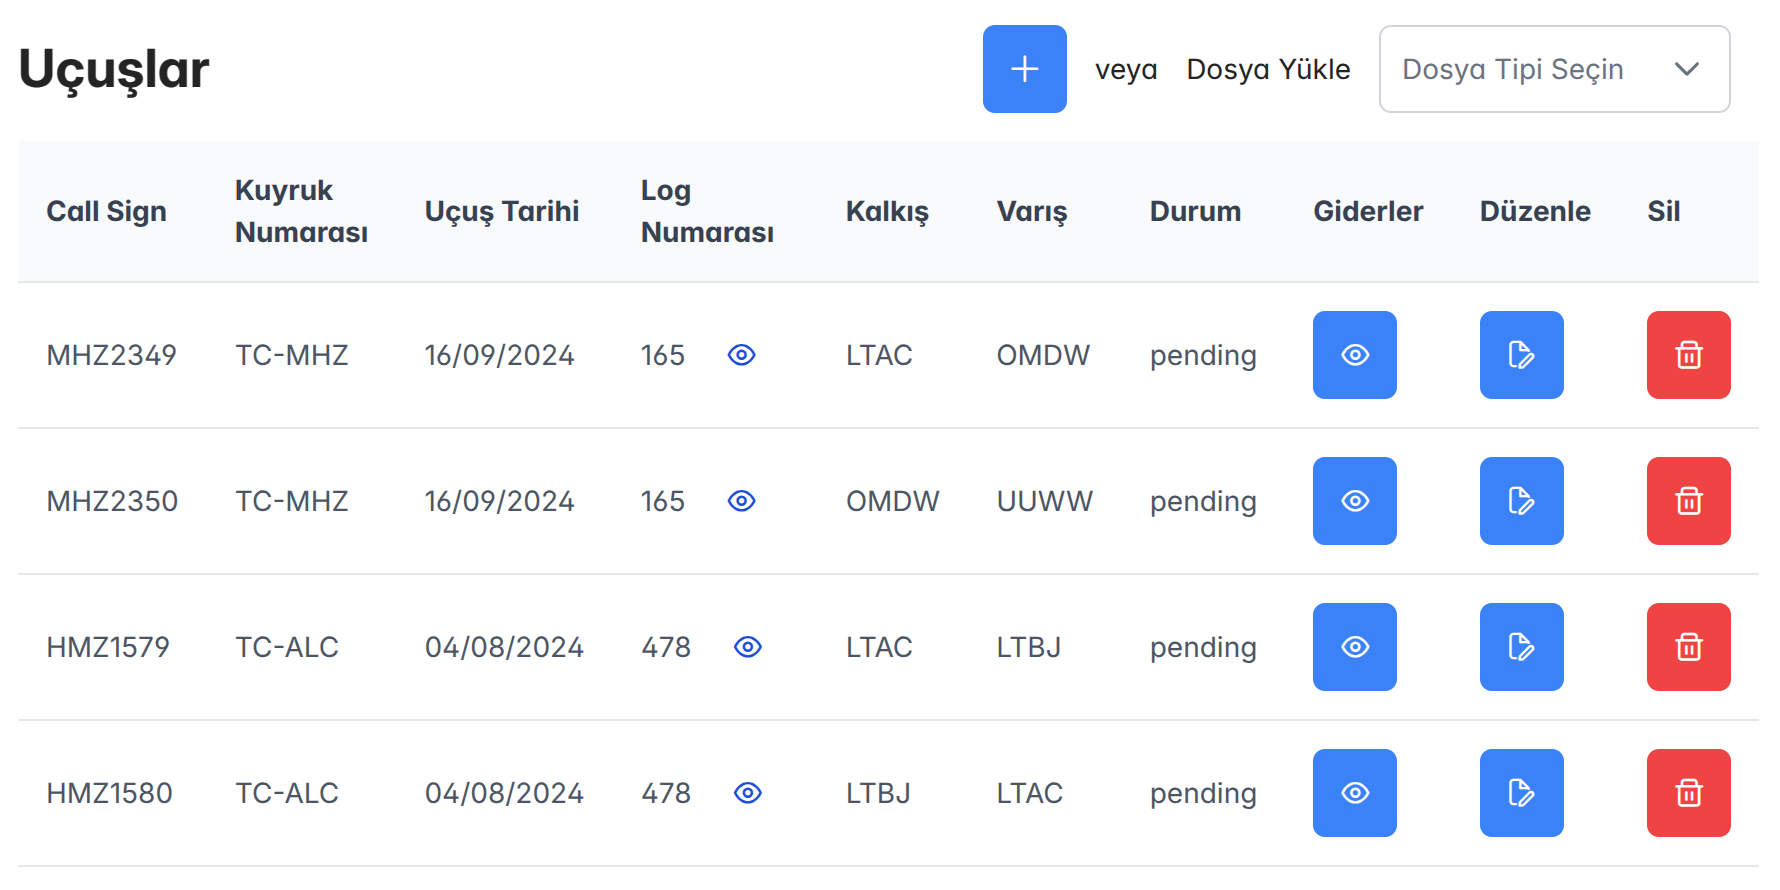 Uçuşlar
veya Dosya Yükle Dosya Tipi Seçin
Call Sign Kuyruk Numarası Uçuş Tarihi Log Numarası Kalkış Varış Durum Giderler Düzenle Sil
MHZ2349 TC-MHZ 16/09/2024 165 LTAC OMDW pending
MHZ2350 TC-MHZ 16/09/2024 165 OMDW UUWW pending
HMZ1579 TC-ALC 04/08/2024 478 LTAC LTBJ pending
HMZ1580 TC-ALC 04/08/2024 478 LTBJ LTAC pending